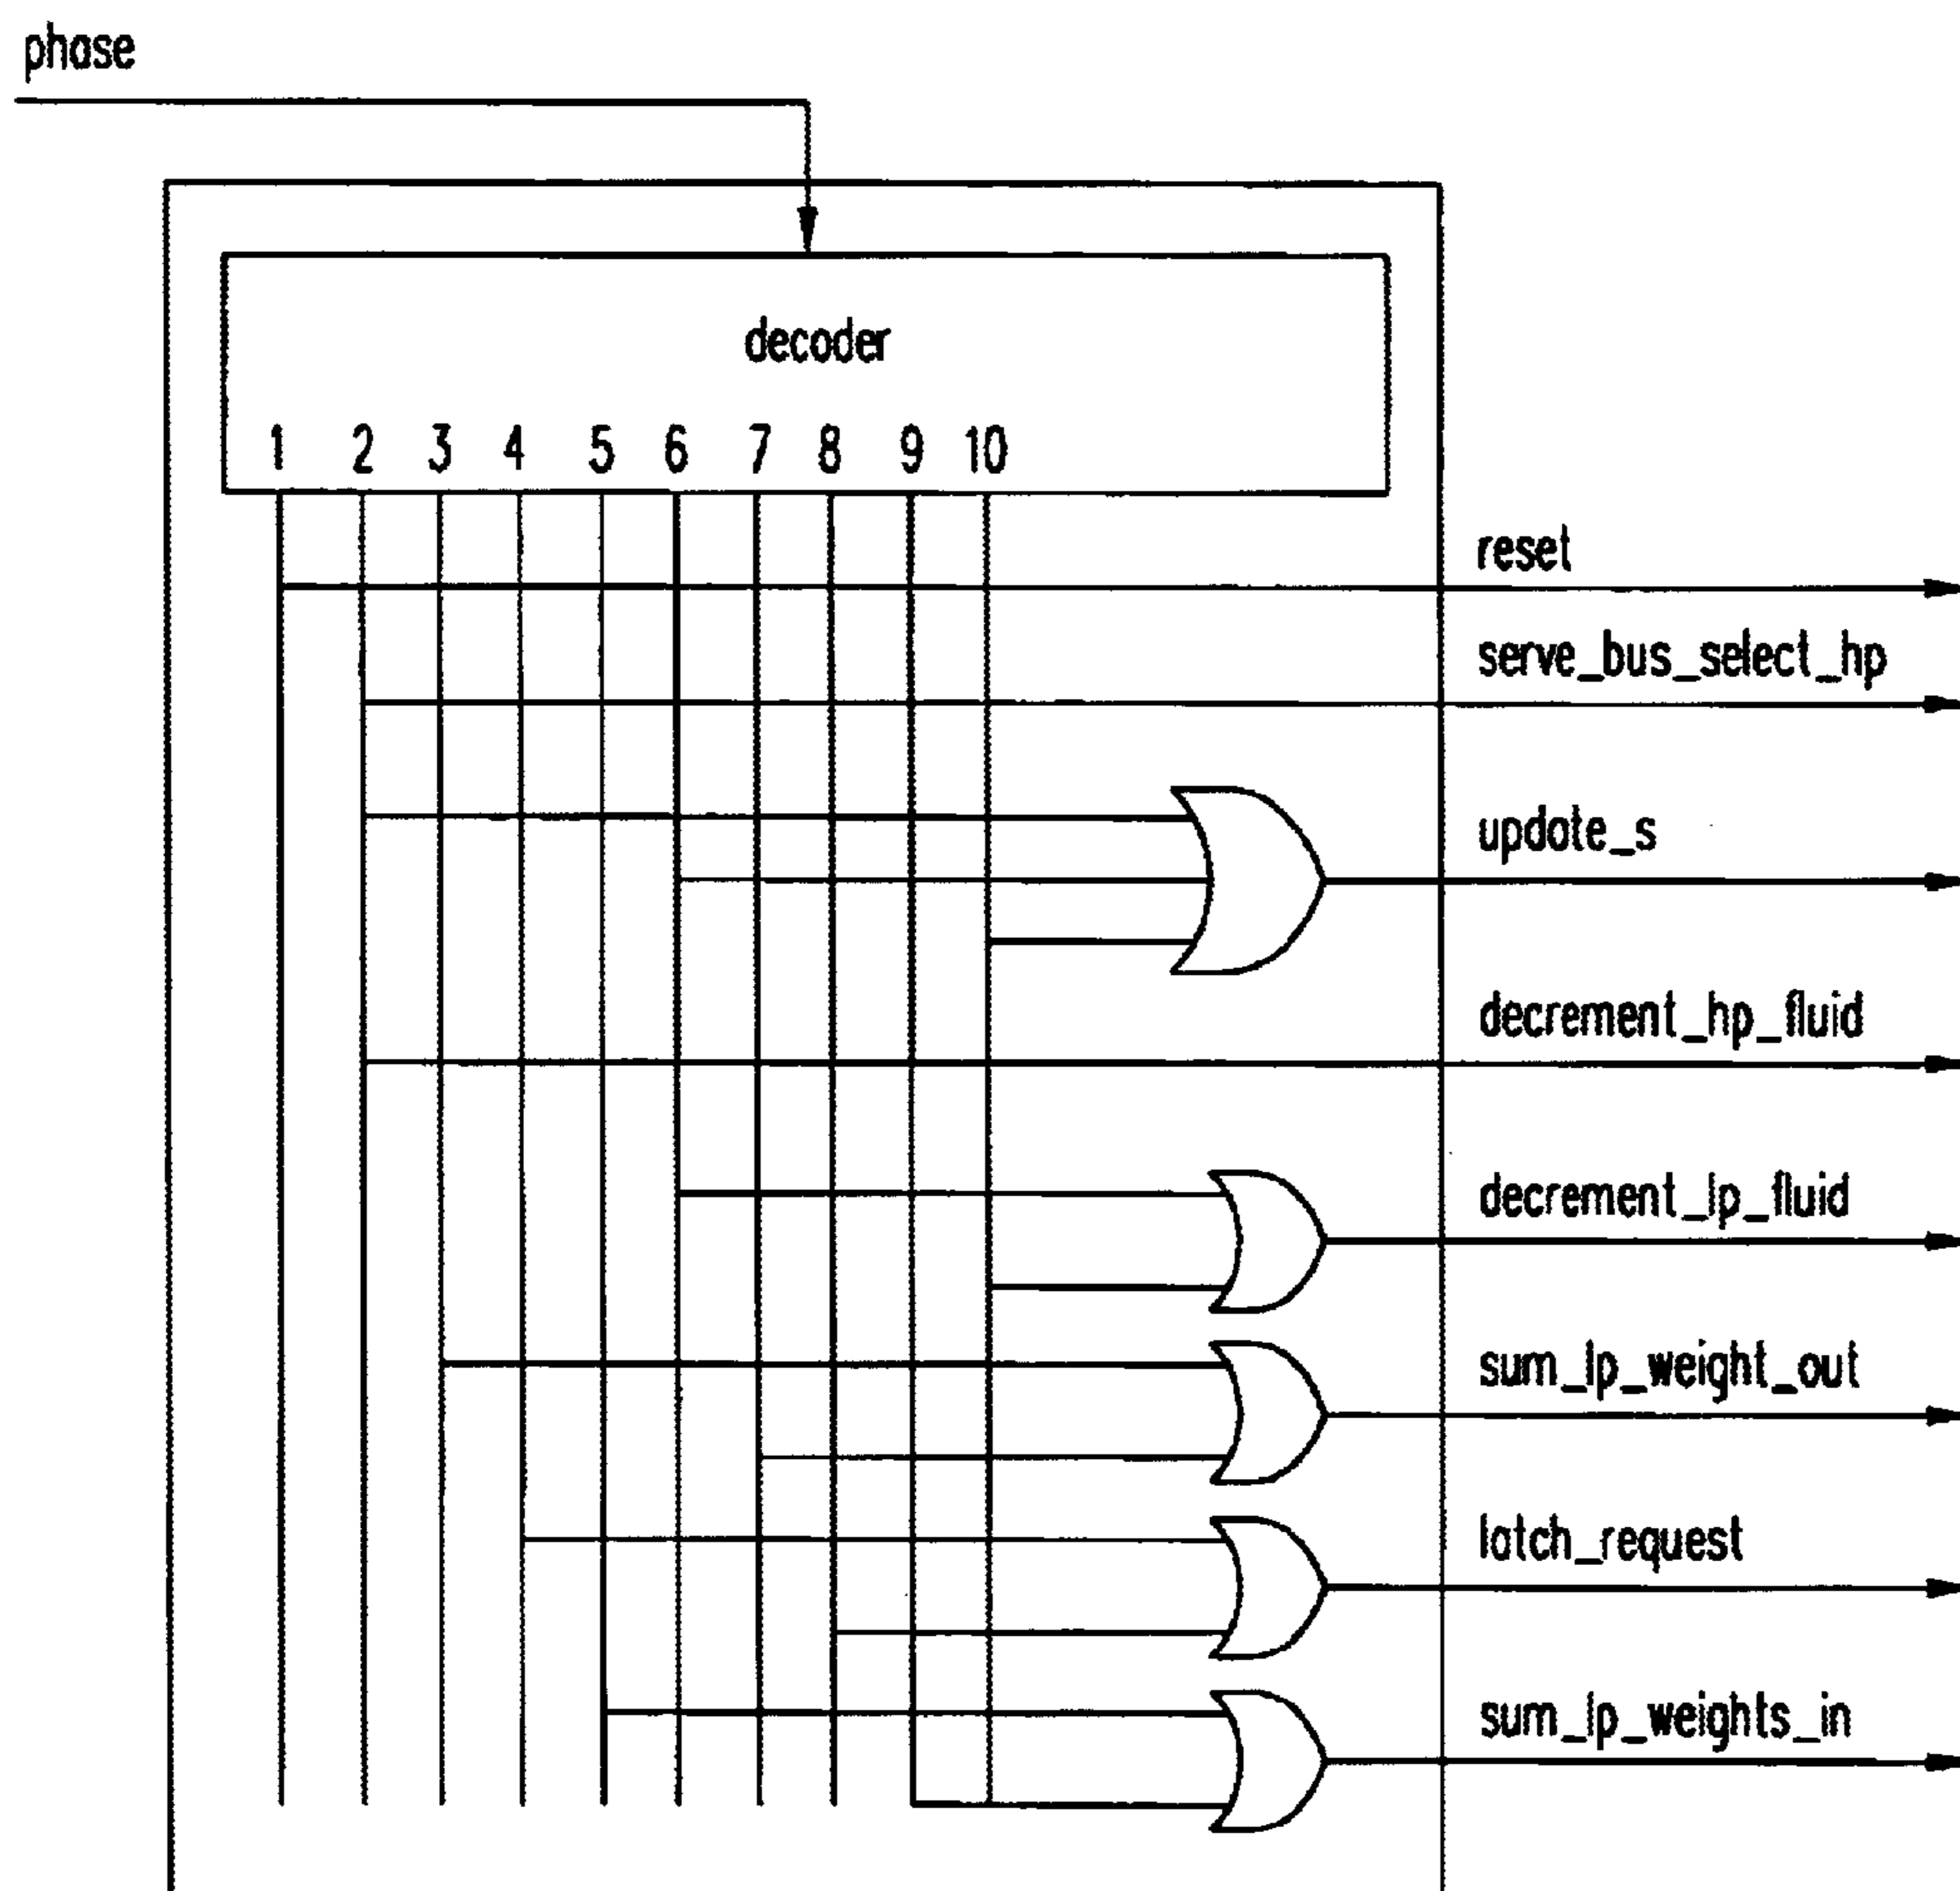 phase
decoder
1 2 3 4 5 6 7 8 9 10
reset
serve_bus_select_hp
update_s
decrement_hp_fluid
decrement_lp_fluid
sum_lp_weight_out
latch_request
sum_lp_weights_in